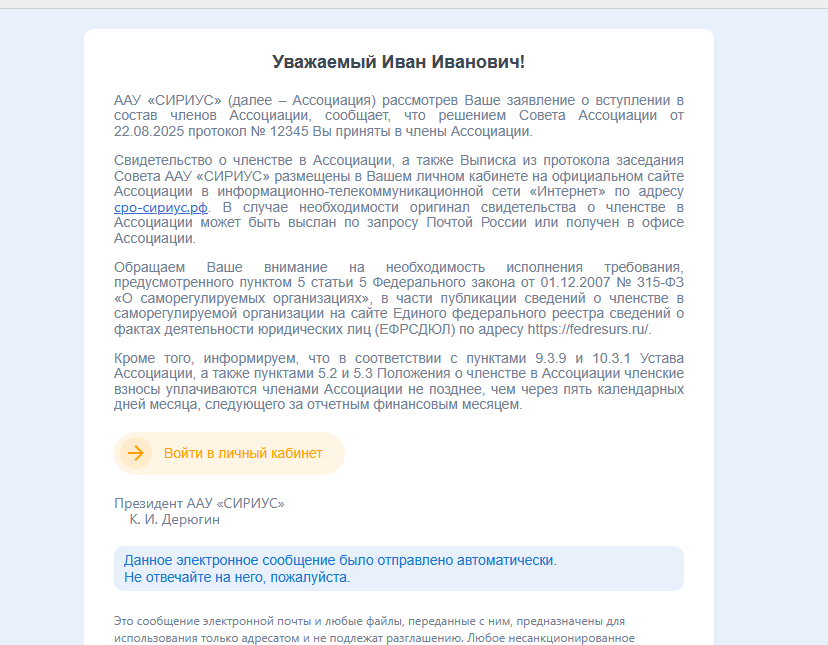 Уважаемый Иван Иванович!
ААУ «СИРИУС» (далее – Ассоциация) рассмотрев Ваше заявление о вступлении в
состав членов Ассоциации, сообщает, что решением Совета Ассоциации от
22.08.2025 протокол № 12345 Вы приняты в члены Ассоциации.
Свидетельство о членстве в Ассоциации, а также Выписка из протокола заседания
Совета ААУ «СИРИУС» размещены в Вашем личном кабинете на официальном сайте
Ассоциации в информационно-телекоммуникационной сети «Интернет» по адресу
сро-сириус.рф. В случае необходимости оригинал свидетельства о членстве в
Ассоциации может быть выслан по запросу Почтой России или получен в офисе
Ассоциации.
Обращаем Ваше внимание на необходимость исполнения требования,
предусмотренного пунктом 5 статьи 5 Федерального закона от 01.12.2007 № 315-ФЗ
«О саморегулируемых организациях», в части публикации сведений о членстве в
саморегулируемой организации на сайте Единого федерального реестра сведений о
фактах деятельности юридических лиц (ЕФРСДЮЛ) по адресу https://fedresurs.ru/.
Кроме того, информируем, что в соответствии с пунктами 9.3.9 и 10.3.1 Устава
Ассоциации, а также пунктами 5.2 и 5.3 Положения о членстве в Ассоциации членские
взносы уплачиваются членами Ассоциации не позднее, чем через пять календарных
дней месяца, следующего за отчетным финансовым месяцем.
Войти в личный кабинет
Президент ААУ «СИРИУС»
К. И. Дерюгин
Данное электронное сообщение было отправлено автоматически.
Не отвечайте на него, пожалуйста.
Это сообщение электронной почты и любые файлы, переданные с ним, предназначены для
использования только адресатом и не подлежат разглашению. Любое несанкционированное